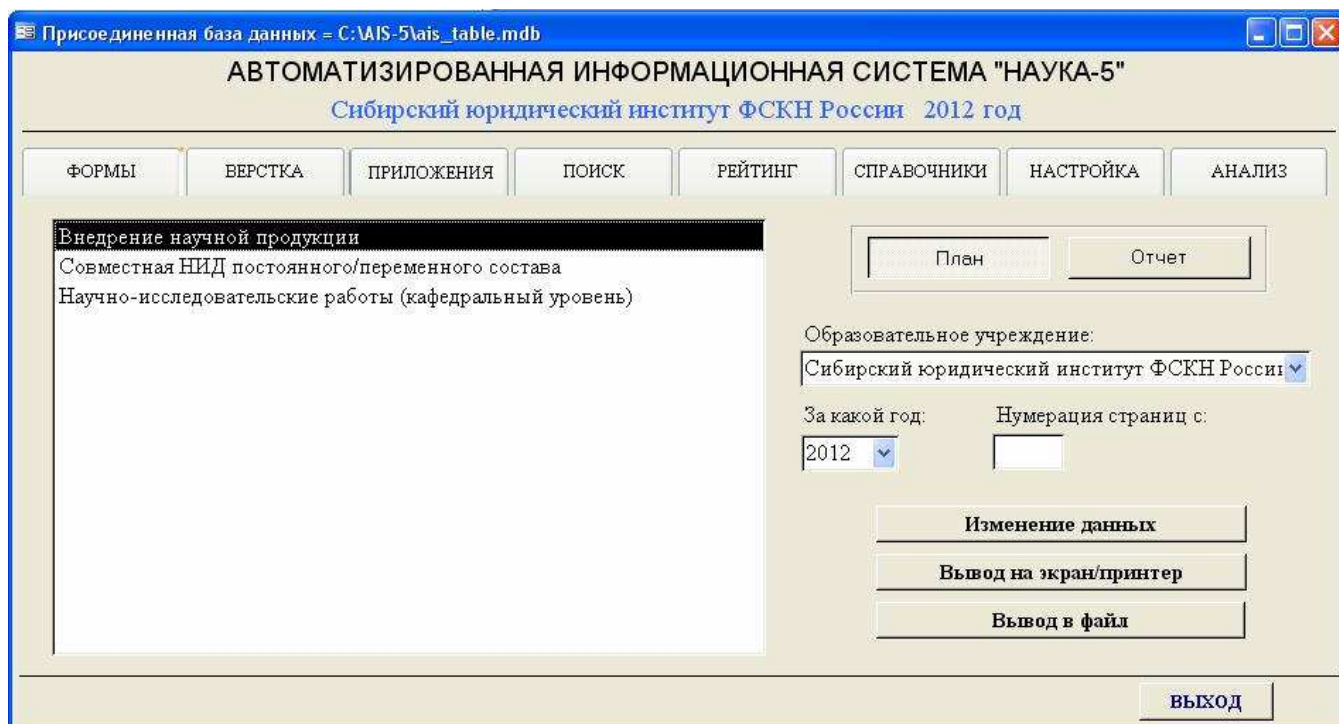 Присоединенная база данных = C:\AIS-5\ais_table.mdb
АВТОМАТИЗИРОВАННАЯ ИНФОРМАЦИОННАЯ СИСТЕМА "НАУКА-5"
Сибирский юридический институт ФСКН России 2012 год
ФОРМЫ ВЕРСТКА ПРИЛОЖЕНИЯ ПОИСК РЕЙТИНГ СПРАВОЧНИКИ НАСТРОЙКА АНАЛИЗ
Внедрение научной продукции
Совместная НИД постоянного/переменного состава
Научно-исследовательские работы (кафедральный уровень)
План Отчет
Образовательное учреждение:
Сибирский юридический институт ФСКН Росси
За какой год: Нумерация страниц с:
2012
Изменение данных
Вывод на экран/принтер
Вывод в файл
ВЫХОД